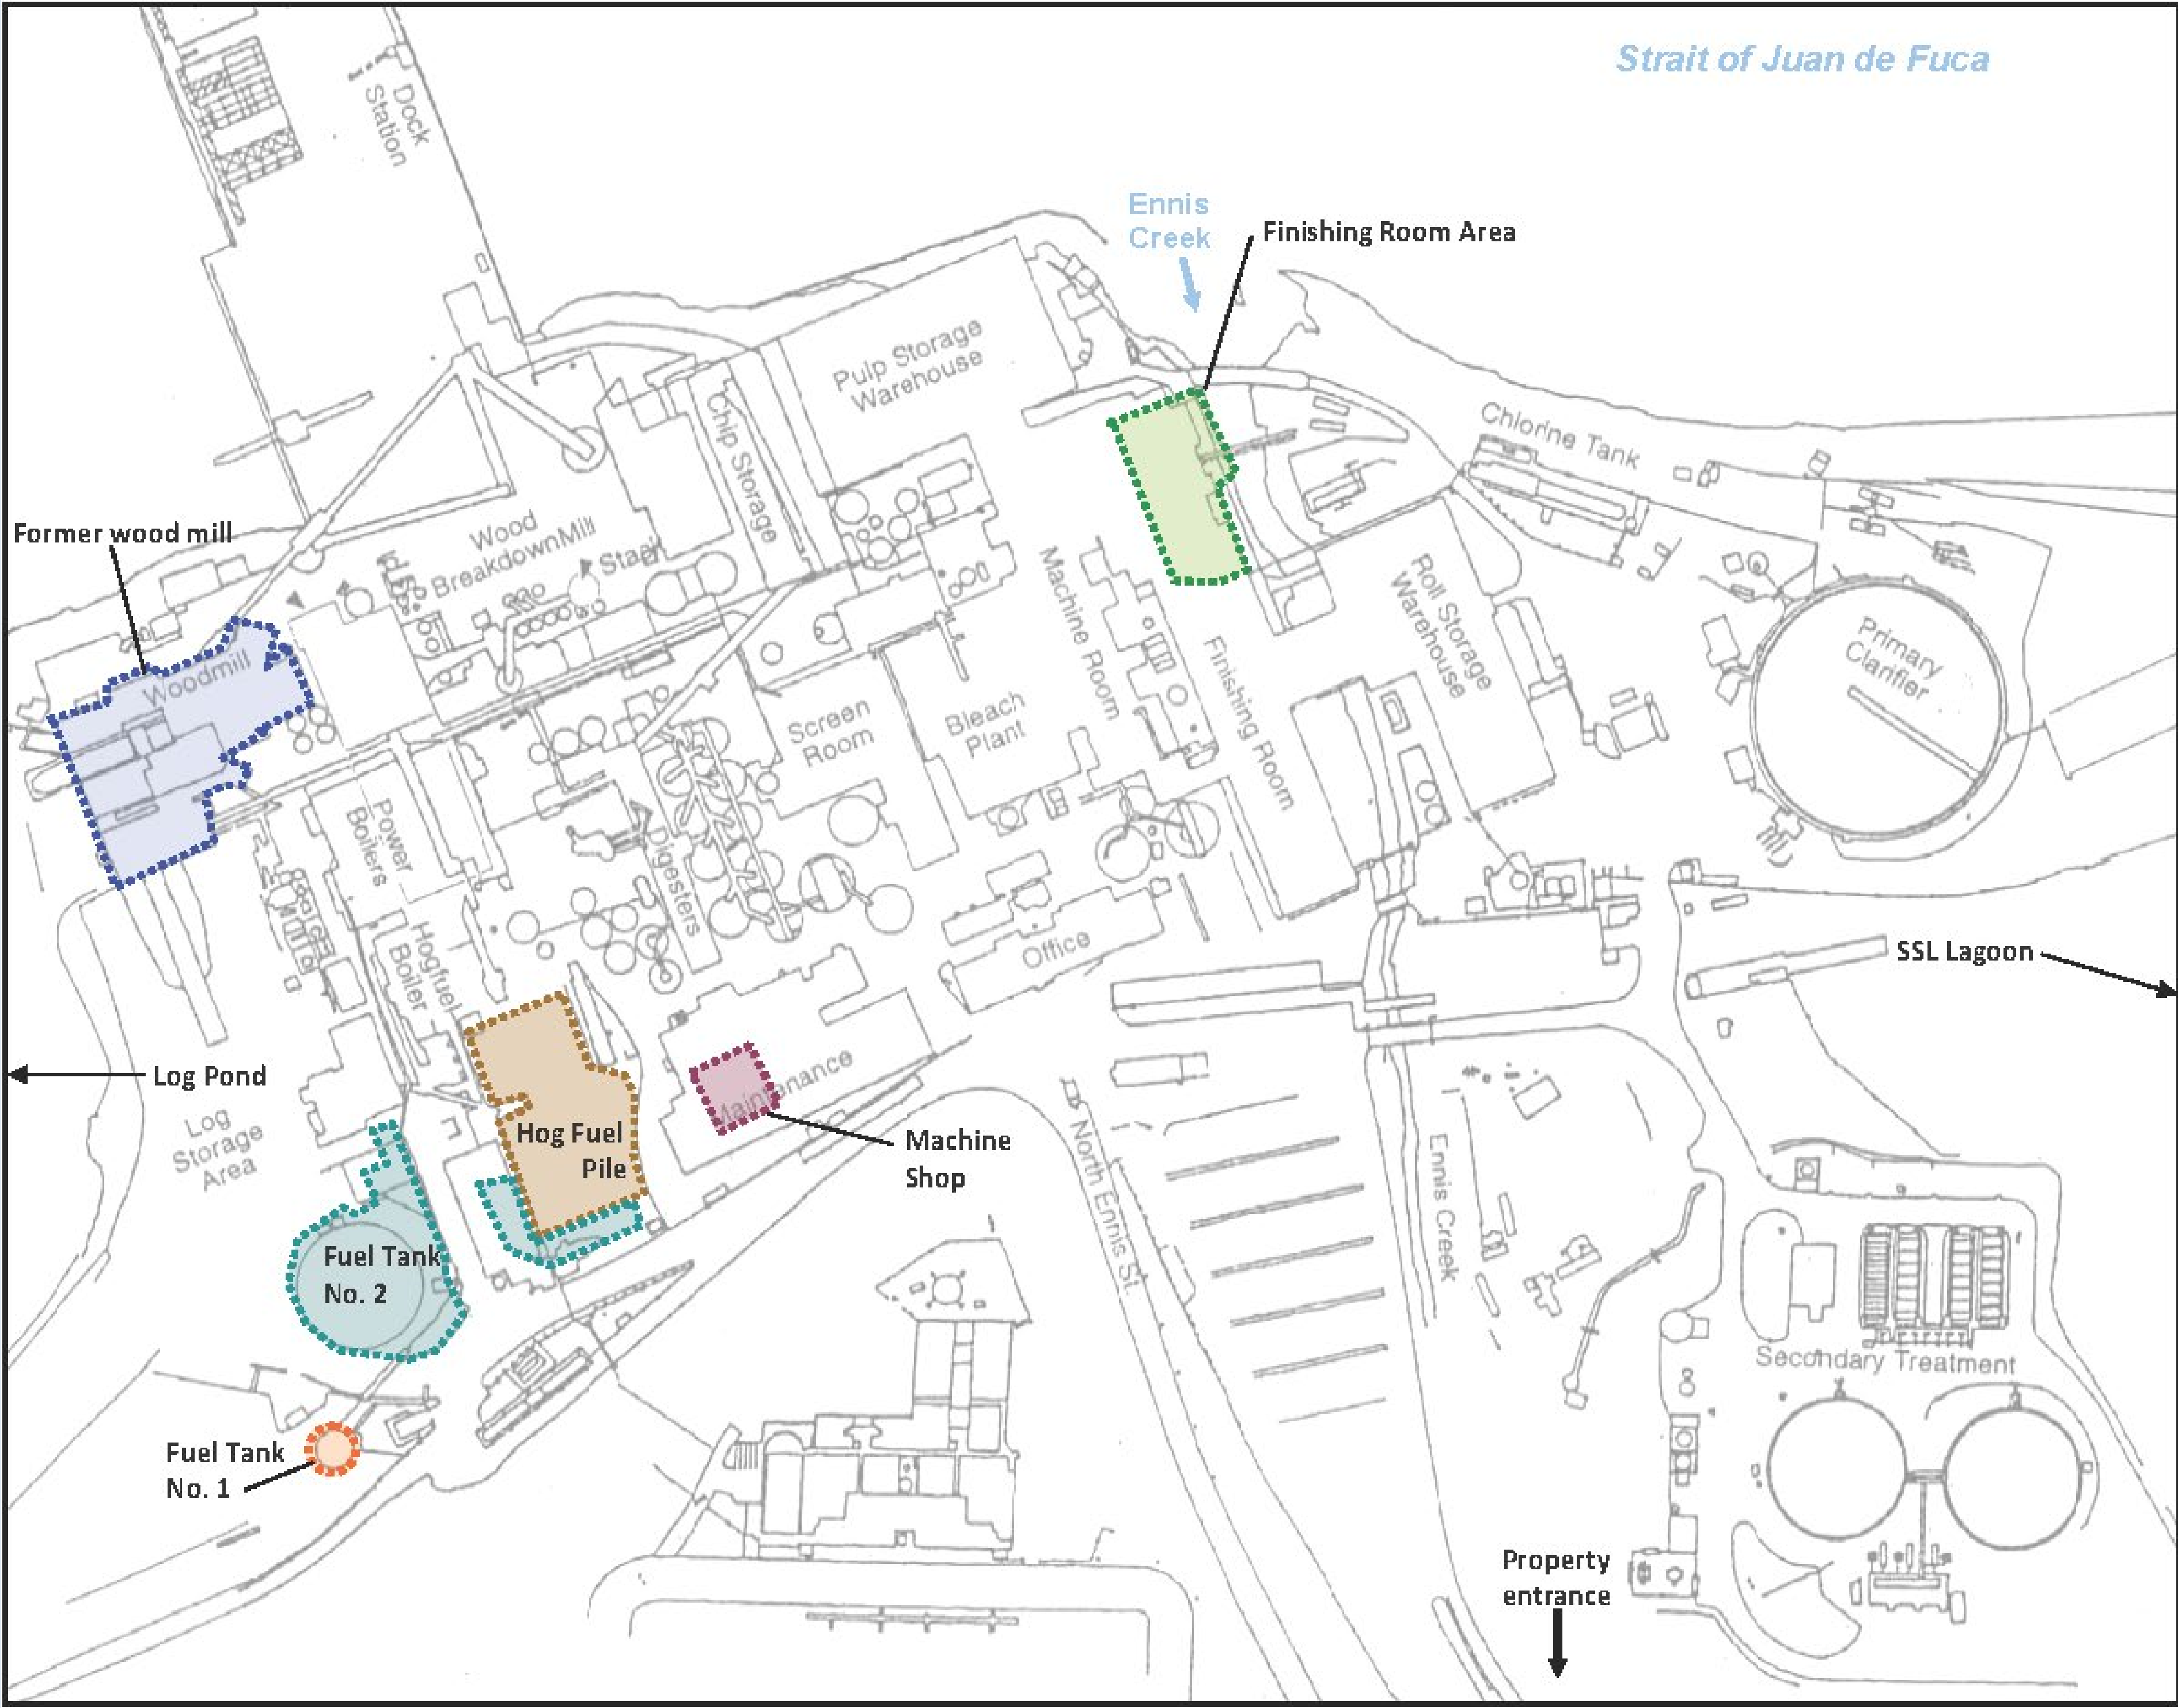 Strait of Juan de Fuca
Dock
Station
Ennis
Creek
Finishing Room Area
Pulp Storage
Warehouse
Chip Storage
Chlorine Tank
Former wood mill
Wood
BreakdownMill
Stack
Machine Room
Roll Storage
Warehouse
Primary
Clarifier
Woodmill
Screen
Room
Bleach
Plant
Finishing Room
Power
Boilers
Digesters
Hogfuel
Boiler
Office
SSL Lagoon
Log Pond
Maintenance
Log
Storage
Area
Hog Fuel
Pile
Machine
Shop
North Ennis St.
Ennis Creek
Fuel Tank
No. 2
Secondary Treatment
Fuel Tank
No. 1
Property
entrance